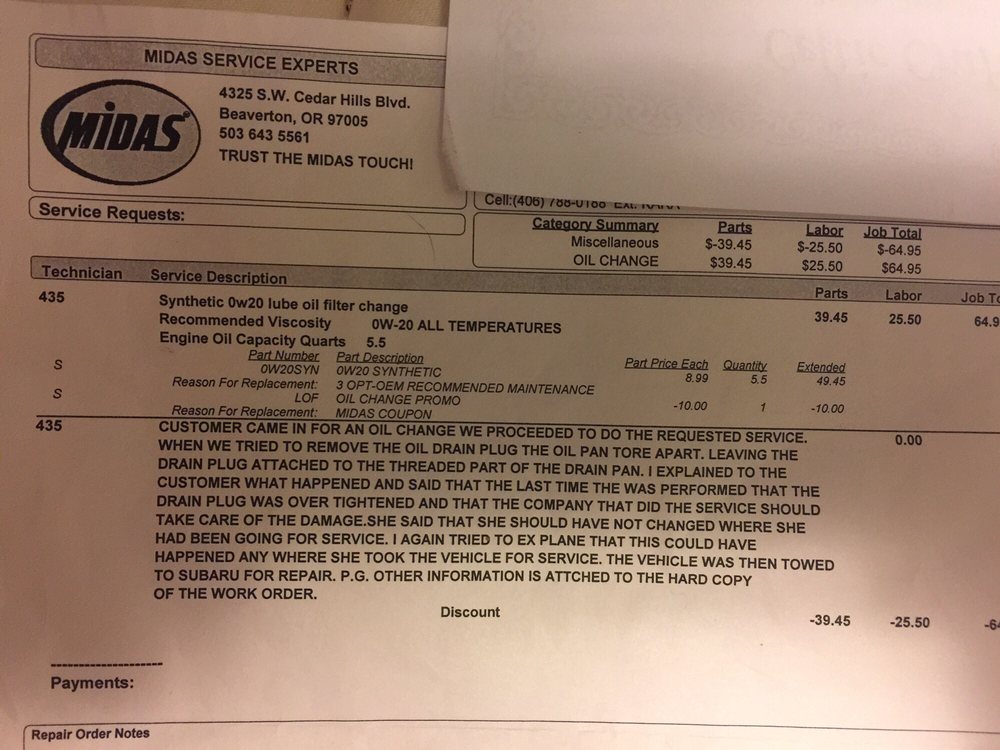 MIDAS SERVICE EXPERTS
MiDAS®
4325 S.W. Cedar Hills Blvd.
Beaverton, OR 97005
503 643 5561
TRUST THE MIDAS TOUCH!
Cell:(406) 788-0188 Ext.
Service Requests:
Category Summary Parts Labor Job Total
Miscellaneous $-39.45 $-25.50 $-64.95
OIL CHANGE $39.45 $25.50 $64.95
Technician Service Description Parts Labor Job
435 Synthetic 0w20 lube oil filter change 39.45 25.50 64.9
Recommended Viscosity 0W-20 ALL TEMPERATURES
Engine Oil Capacity Quarts 5.5
Part Number Part Description Part Price Each Quantity Extended
S 0W20SYN 0W20 SYNTHETIC 8.99 5.5 49.45
Reason For Replacement: 3 OPT-OEM RECOMMENDED MAINTENANCE
S LOF OIL CHANGE PROMO -10.00 1 -10.00
Reason For Replacement: MIDAS COUPON
435 CUSTOMER CAME IN FOR AN OIL CHANGE WE PROCEEDED TO DO THE REQUESTED SERVICE. 0.00
WHEN WE TRIED TO REMOVE THE OIL DRAIN PLUG THE OIL PAN TORE APART. LEAVING THE
DRAIN PLUG ATTACHED TO THE THREADED PART OF THE DRAIN PAN. I EXPLAINED TO THE
CUSTOMER WHAT HAPPENED AND SAID THAT THE LAST TIME THE WAS PERFORMED THAT THE
DRAIN PLUG WAS OVER TIGHTENED AND THAT THE COMPANY THAT DID THE SERVICE SHOULD
TAKE CARE OF THE DAMAGE.SHE SAID THAT SHE SHOULD HAVE NOT CHANGED WHERE SHE
HAD BEEN GOING FOR SERVICE. I AGAIN TRIED TO EX PLANE THAT THIS COULD HAVE
HAPPENED ANY WHERE SHE TOOK THE VEHICLE FOR SERVICE. THE VEHICLE WAS THEN TOWED
TO SUBARU FOR REPAIR. P.G. OTHER INFORMATION IS ATTCHED TO THE HARD COPY
OF THE WORK ORDER.
Discount -39.45 -25.50 -64
Payments:
Repair Order Notes